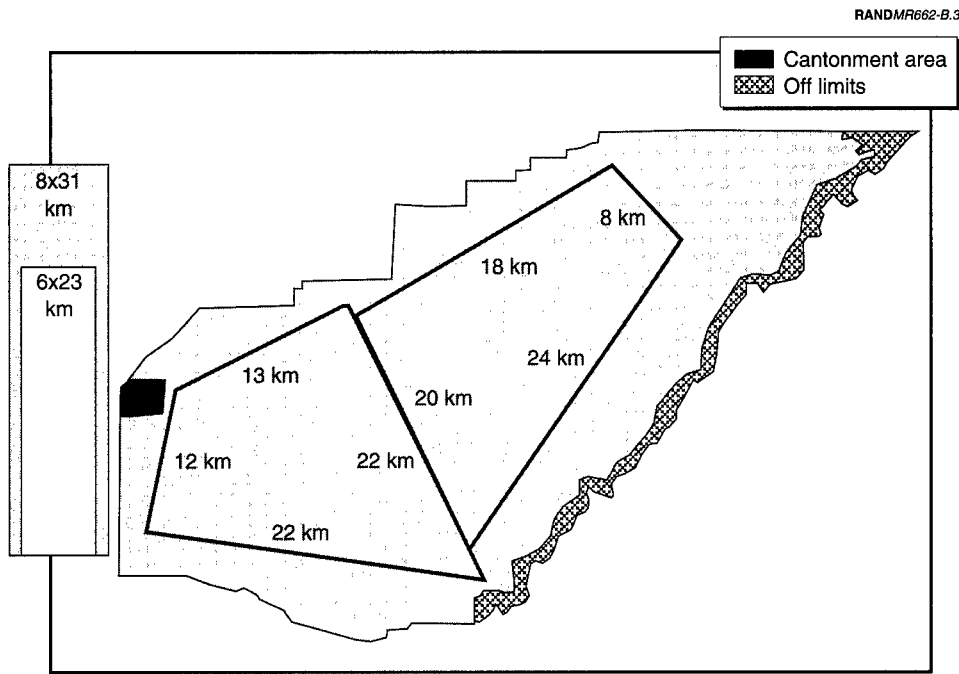 RANDMR662-B.3
Cantonment area
Off limits
8x31
km
6x23
km
8 km
18 km
24 km
13 km
20 km
12 km
22 km
22 km